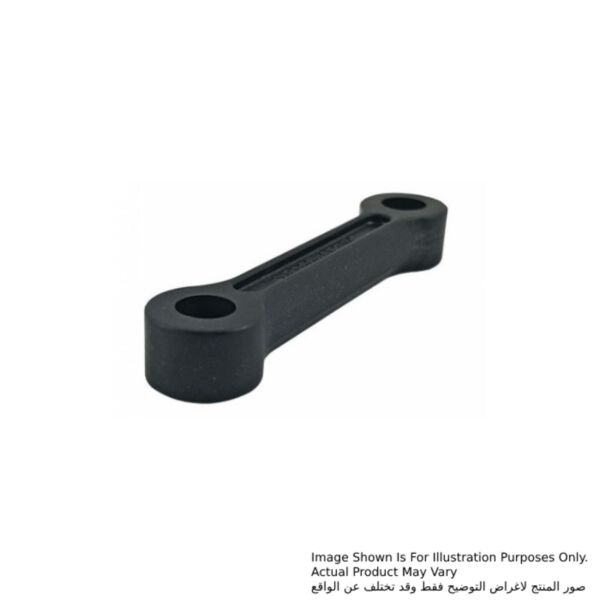 Image Shown Is For Illustration Purposes Only.
Actual Product May Vary
صور المنتج لاغراض التوضيح فقط وقد تختلف عن الواقع